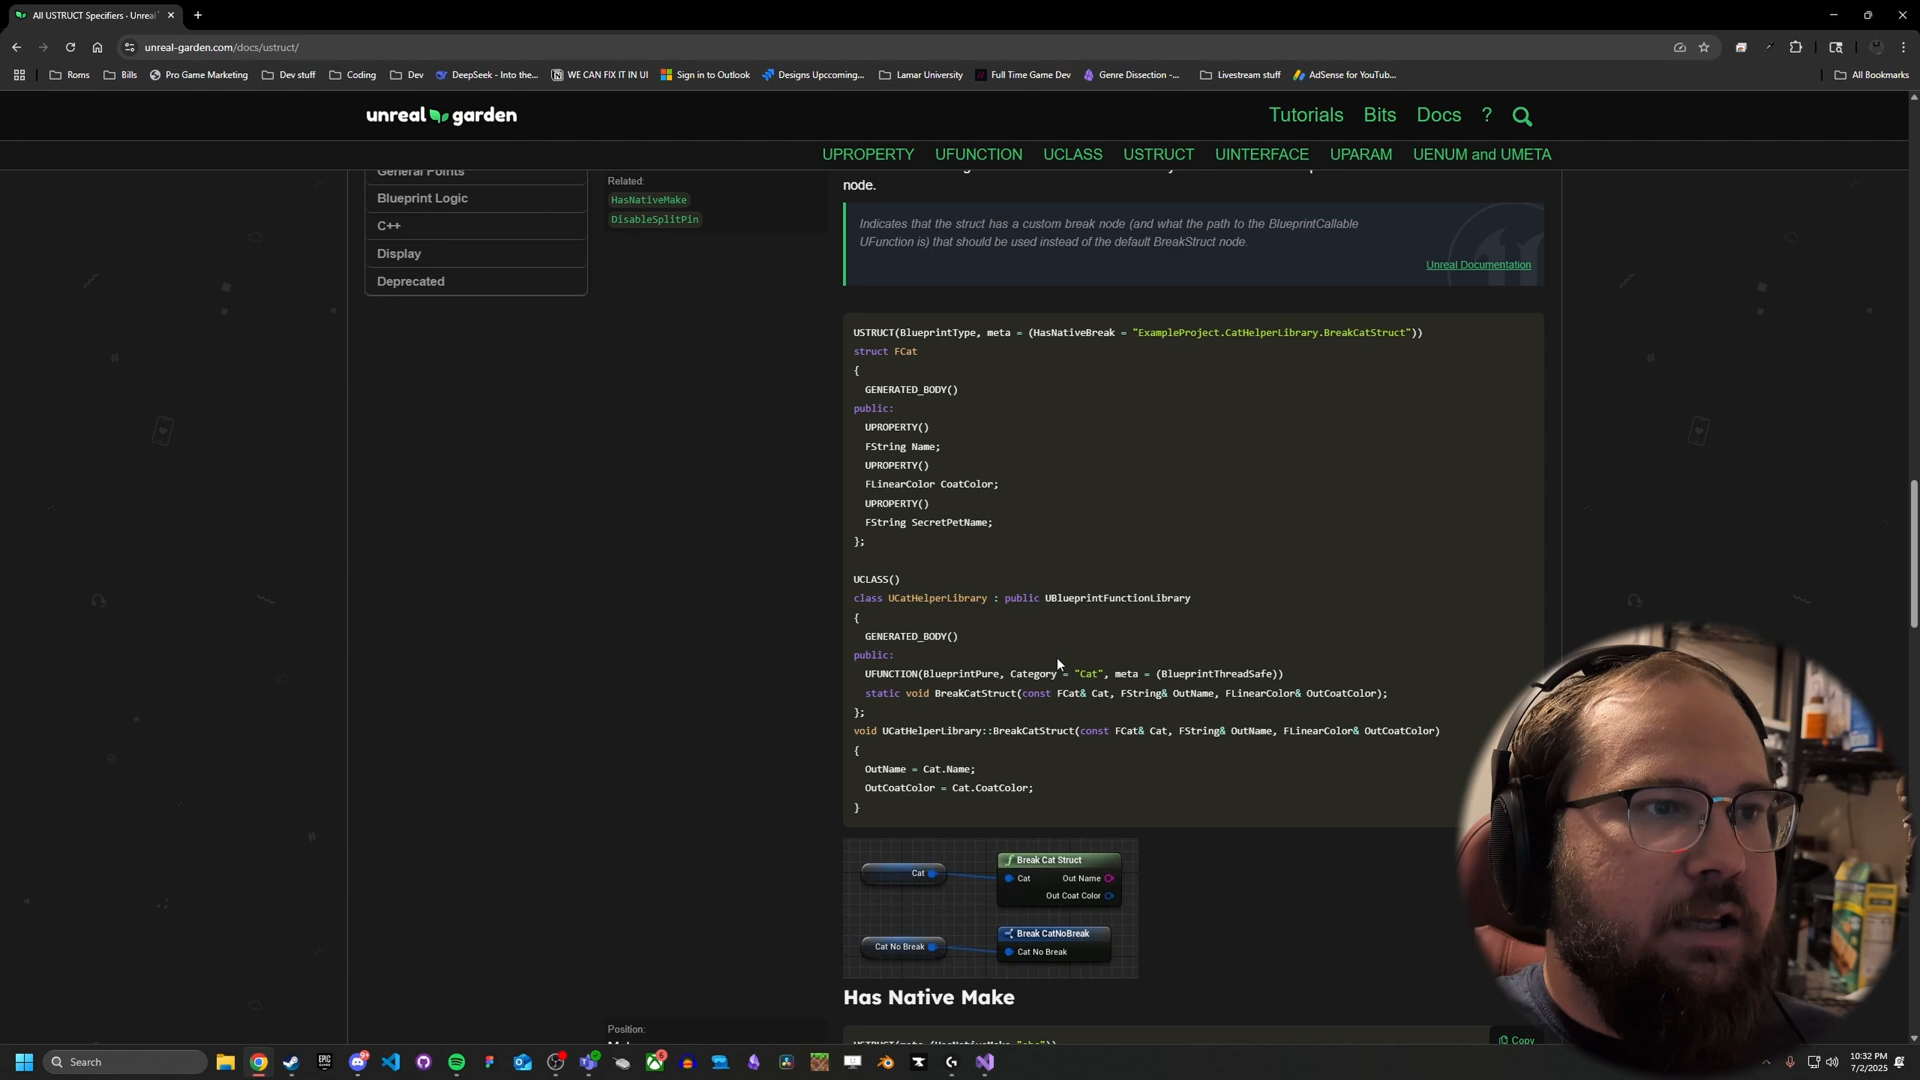 All USTRUCT Specifiers · Unreal
unreal-garden.com/docs/ustruct/
Roms
Bills
Pro Game Marketing
Dev stuff
Coding
Dev
DeepSeek - Into the...
WE CAN FIX IT IN UI
Sign in to Outlook
Designs Upccoming...
Lamar University
Full Time Game Dev
Genre Dissection -...
Livestream stuff
AdSense for YouTub...
All Bookmarks
unreal garden
Tutorials Bits Docs ?
UPROPERTY UFUNCTION UCLASS USTRUCT UINTERFACE UPARAM UENUM and UMETA
General Points
Blueprint Logic
C++
Display
Deprecated
Related:
HasNativeMake
DisableSplitPin
node.
Indicates that the struct has a custom break node (and what the path to the BlueprintCallable
UFunction is) that should be used instead of the default BreakStruct node.
Unreal Documentation
USTRUCT(BlueprintType, meta = (HasNativeBreak = "ExampleProject.CatHelperLibrary.BreakCatStruct"))
struct FCat
{
GENERATED_BODY()
public:
UPROPERTY()
FString Name;
UPROPERTY()
FLinearColor CoatColor;
UPROPERTY()
FString SecretPetName;
};
UCLASS()
class UCatHelperLibrary : public UBlueprintFunctionLibrary
{
GENERATED_BODY()
public:
UFUNCTION(BlueprintPure, Category = "Cat", meta = (BlueprintThreadSafe))
static void BreakCatStruct(const FCat& Cat, FString& OutName, FLinearColor& OutCoatColor);
};
void UCatHelperLibrary::BreakCatStruct(const FCat& Cat, FString& OutName, FLinearColor& OutCoatColor)
{
OutName = Cat.Name;
OutCoatColor = Cat.CoatColor;
}
Cat
Break Cat Struct
Cat Out Name
Out Coat Color
Cat No Break
Break CatNoBreak
Cat No Break
Has Native Make
Position:
Copy
Search
10:32 PM
7/2/2025